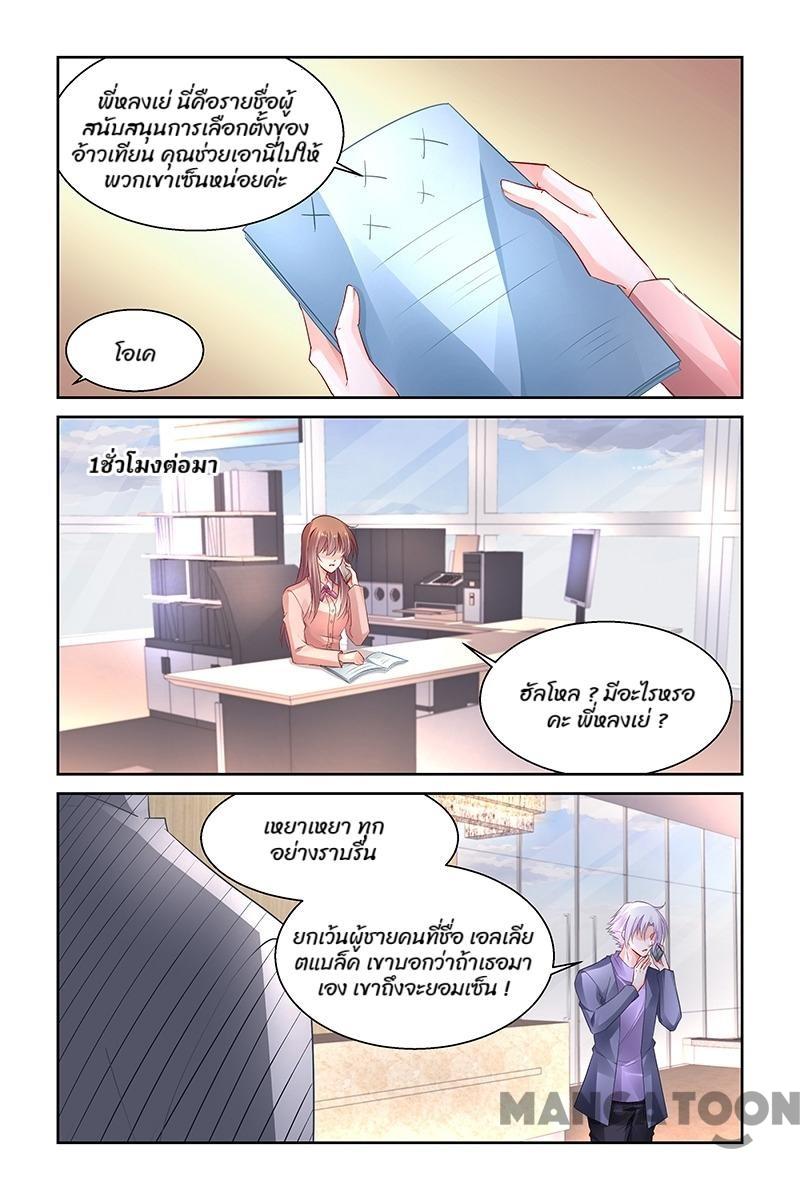 พี่หลงเย่ นี่คือรายชื่อผู้
สนับสนุนการเลือกตั้งของ
อ้าวเทียน คุณช่วยเอานี่ไปให้
พวกเขาเซ็นหน่อยค่ะ
โอเค
1ชั่วโมงต่อมา
ฮัลโหล ? มีอะไรหรอ
คะ พี่หลงเย่ ?
เหยาเหยา ทุก
อย่างราบรื่น
ยกเว้นผู้ชายคนที่ชื่อ เอลเลีย
ตแบล็ค เขาบอกว่าถ้าเธอมา
เอง เขาถึงจะยอมเซ็น !
MANGATOON